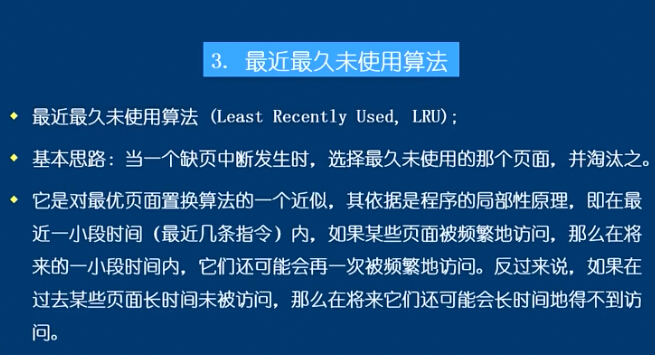 3. 最近最久未使用算法
最近最久未使用算法 (Least Recently Used, LRU);
基本思路: 当一个缺页中断发生时, 选择最久未使用的那个页面, 并淘汰之。
它是对最优页面置换算法的一个近似, 其依据是程序的局部性原理, 即在最
近一小段时间 (最近几条指令) 内, 如果某些页面被频繁地访问, 那么在将
来的一小段时间内, 它们还可能会再一次被频繁地访问。反过来说, 如果在
过去某些页面长时间未被访问, 那么在将来它们还可能会长时间地得不到访
问。